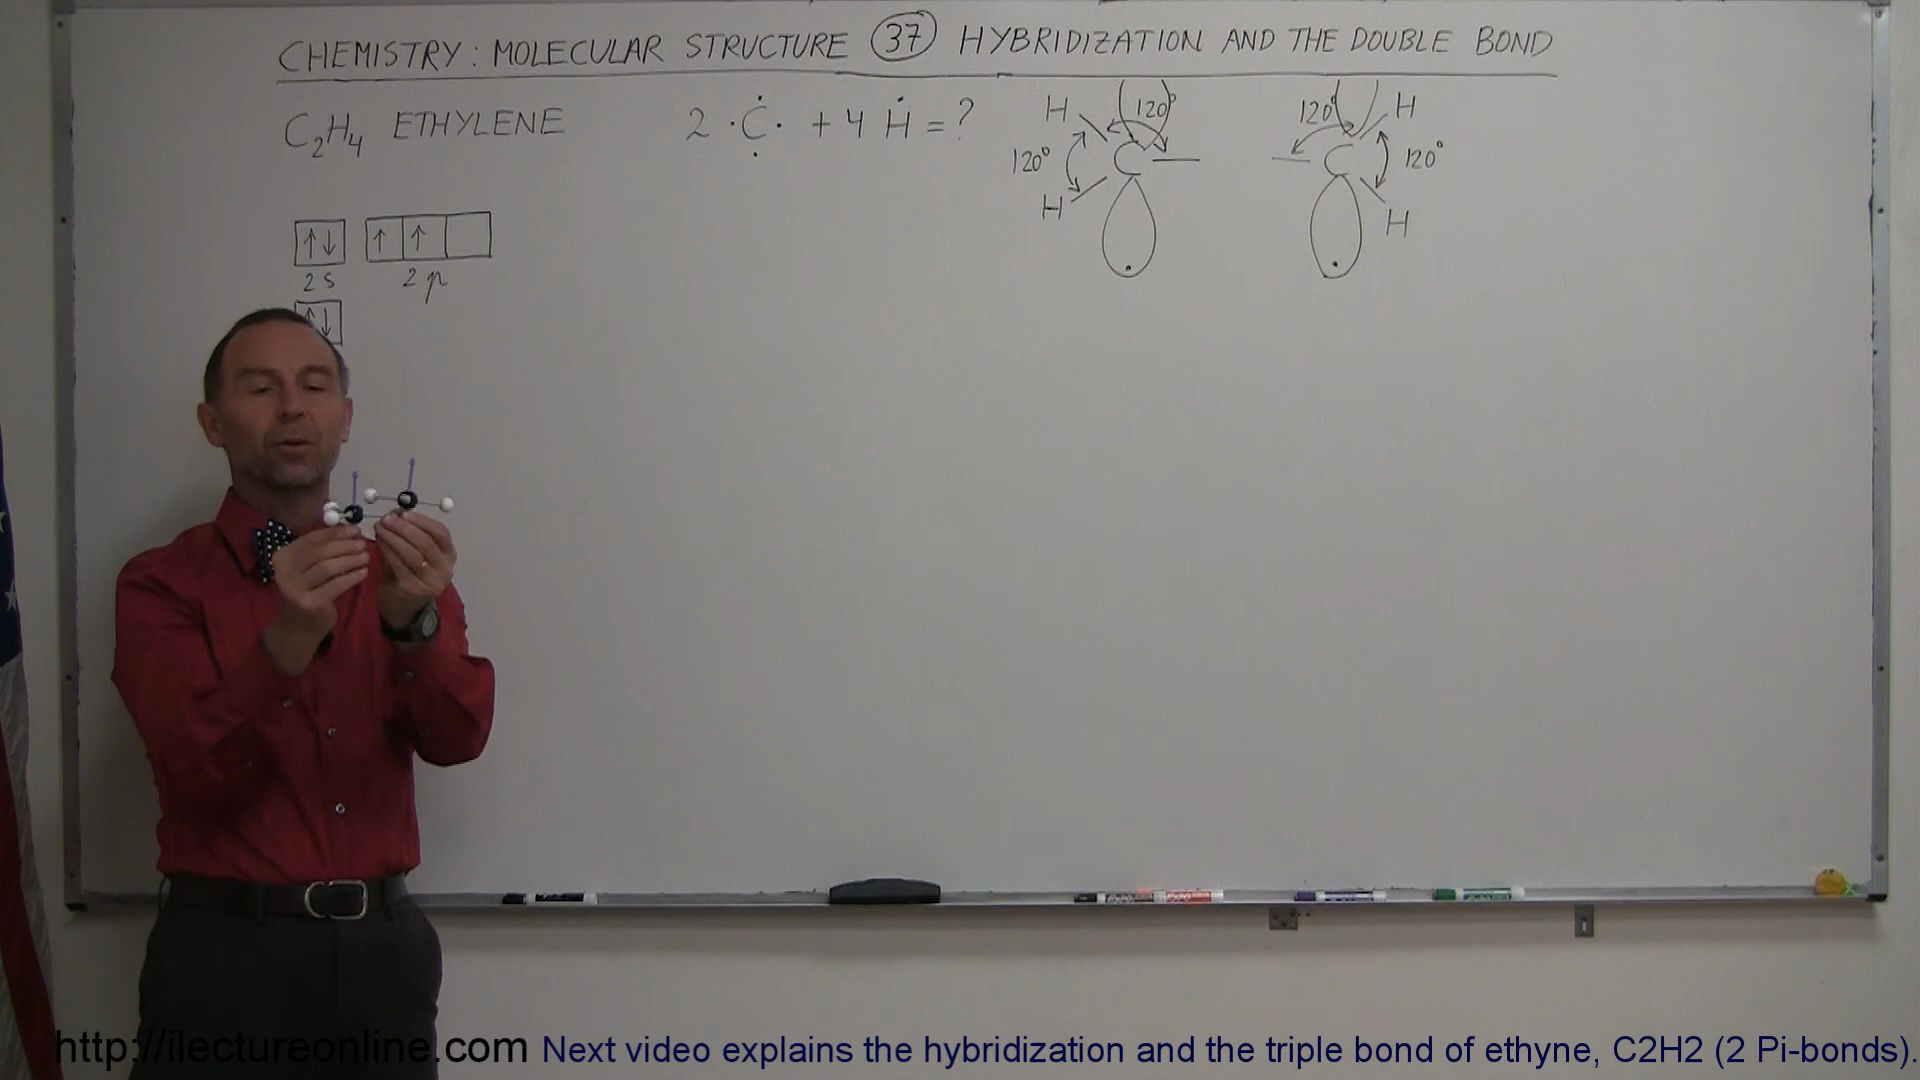 CHEMISTRY: MOLECULAR STRUCTURE 37 HYBRIDIZATION AND THE DOUBLE BOND
C2H4 ETHYLENE 2 ·C· + 4 H = ?
H 120° 120° H
120° C C 120°
H H
↑↓ ↑ ↑
2s 2p
↑↓
http://ilectureonline.com Next video explains the hybridization and the triple bond of ethyne, C2H2 (2 Pi-bonds).